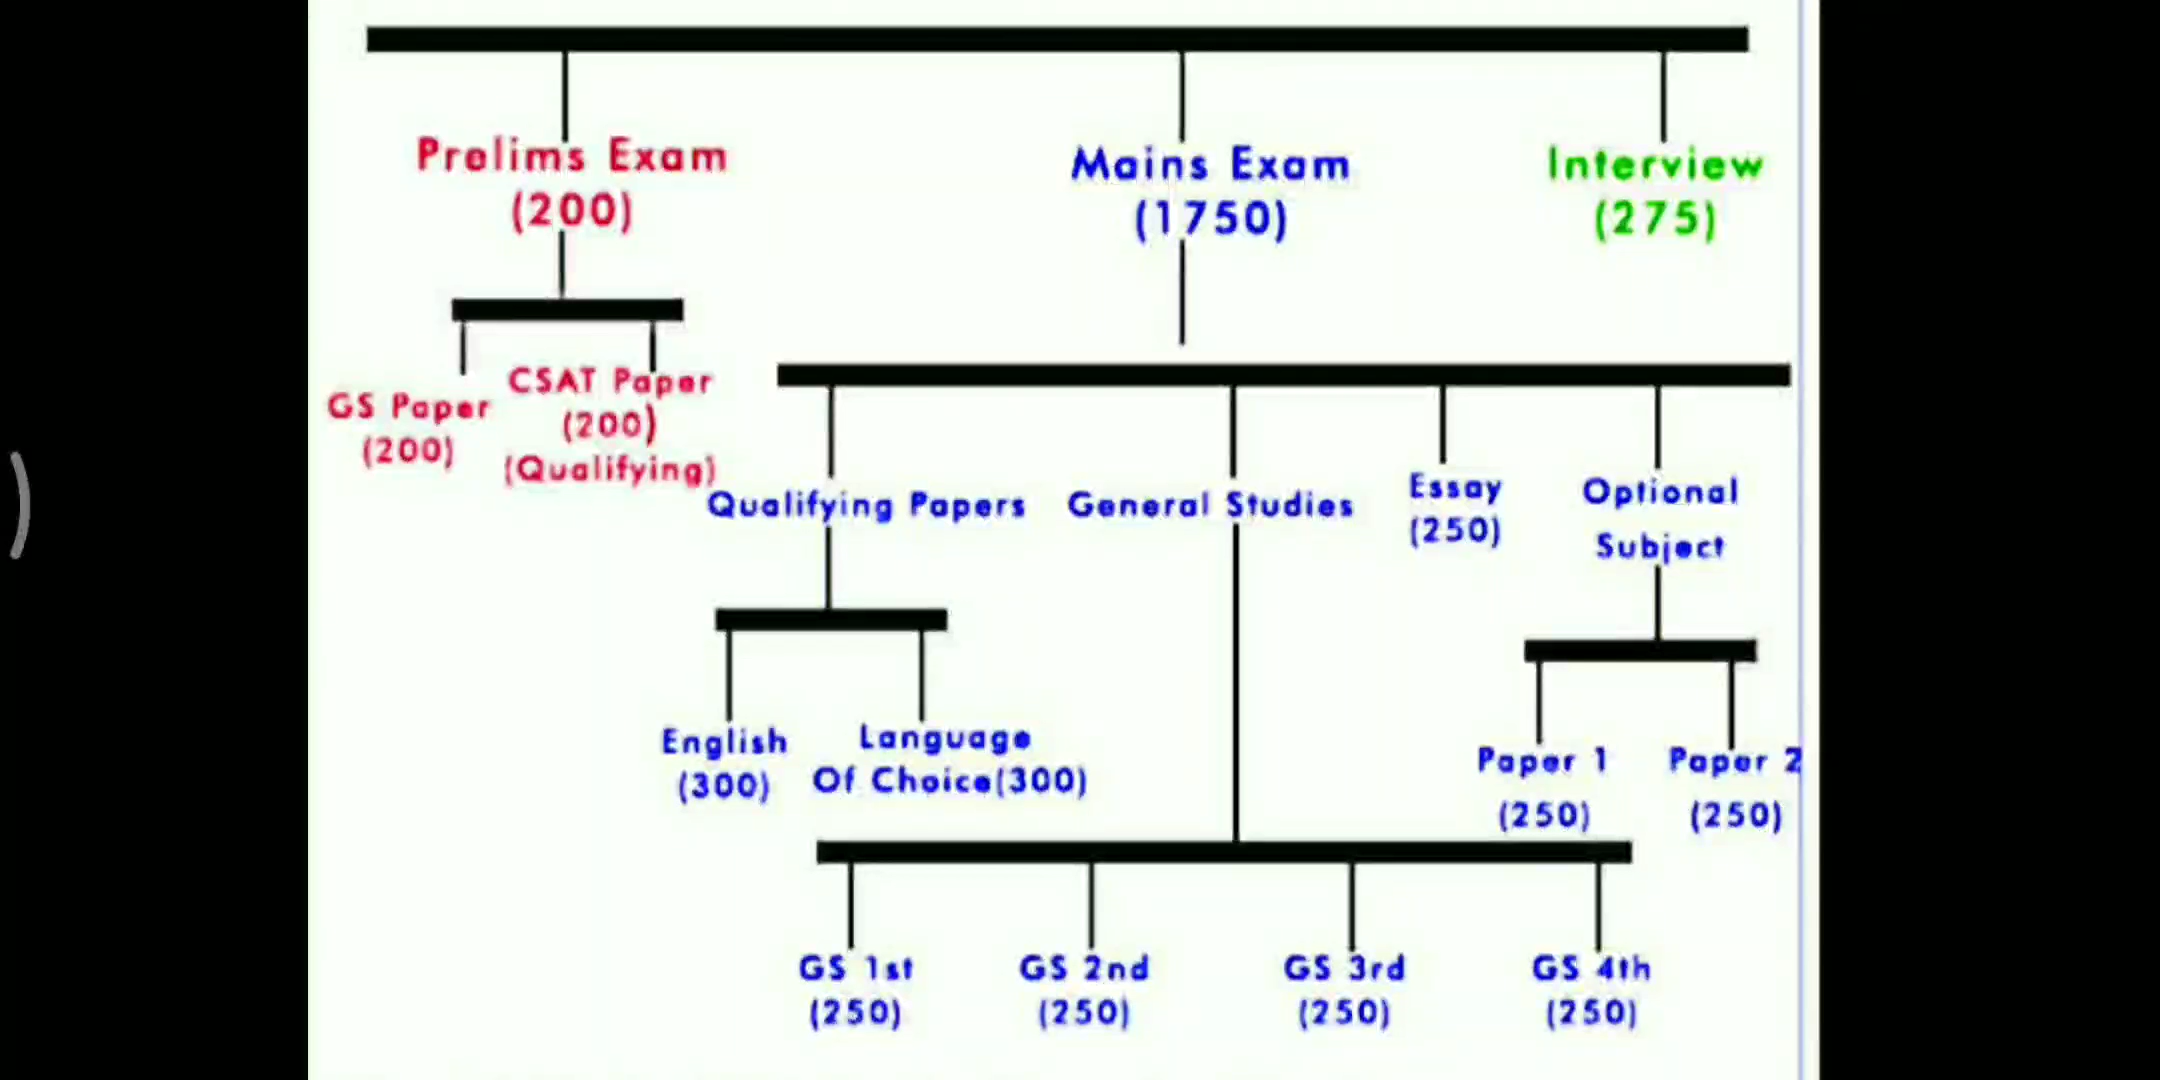 Prelims Exam
(200)
Mains Exam
(1750)
Interview
(275)
GS Paper
(200)
CSAT Paper
(200)
(Qualifying)
Qualifying Papers
General Studies
Essay
(250)
Optional
Subject
English
(300)
Language
Of Choice(300)
Paper 1
(250)
Paper 2
(250)
GS 1st
(250)
GS 2nd
(250)
GS 3rd
(250)
GS 4th
(250)